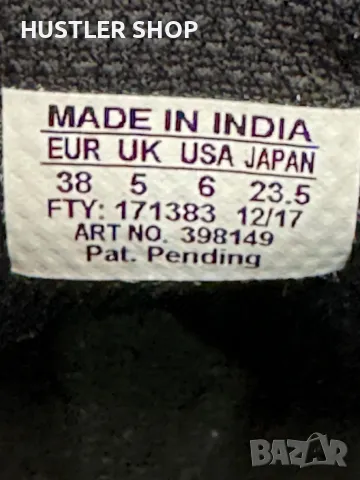 HUSTLER SHOP
MADE IN INDIA
EUR UK USA JAPAN
38 5 6 23.5
FTY: 171383 12/17
ART NO. 398149
Pat. Pending
BAZAR